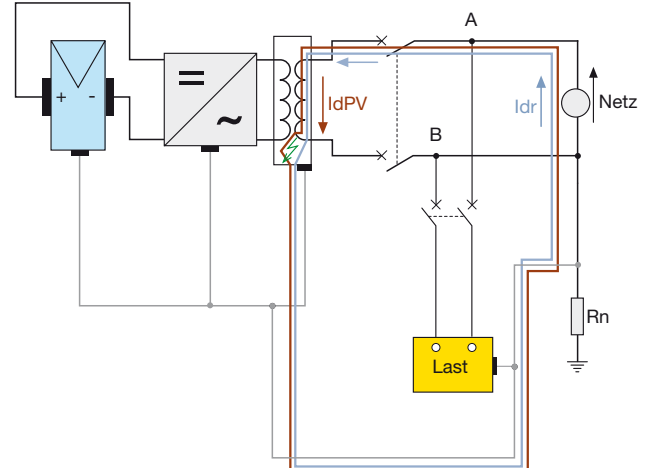 A
+
-
=
~
IdPV
Idr
Netz
B
Rn
Last